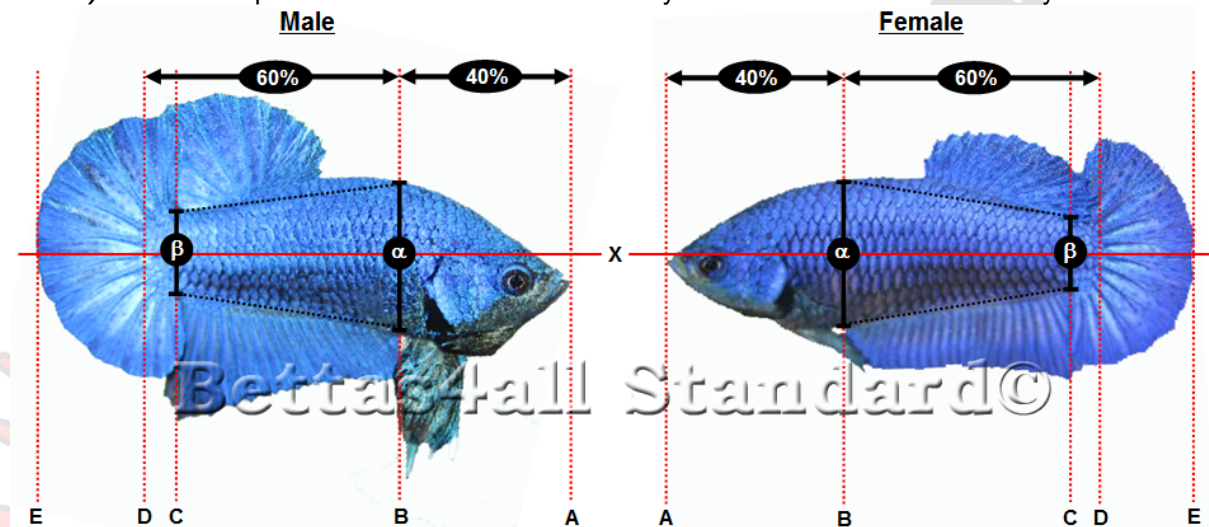 Male Female
60% 40% 40% 60%
β α X α β
Bettas4all Standard©
E D C B A A B C D E